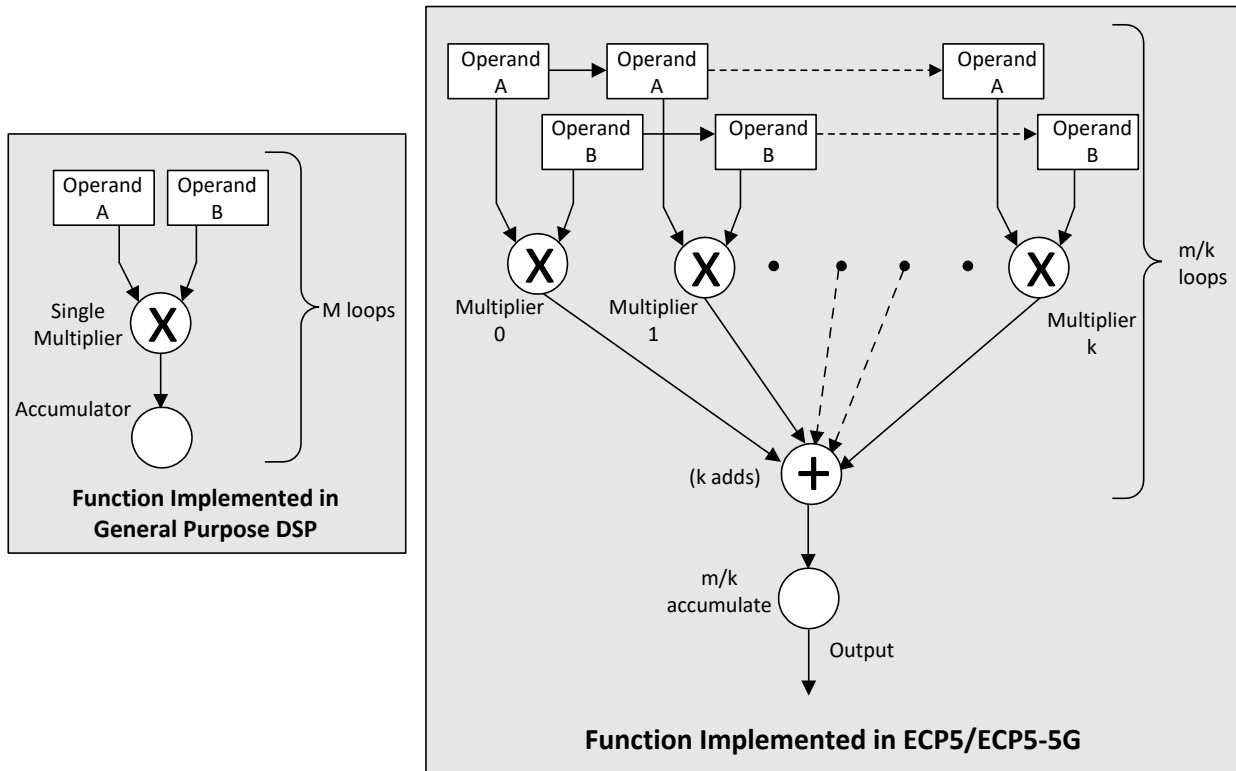 Operand
A
Operand
B
Single
Multiplier
X
Accumulator
M loops
Function Implemented in
General Purpose DSP
Operand
A
Operand
A
Operand
A
Operand
B
Operand
B
Operand
B
X
X
X
Multiplier
0
Multiplier
1
Multiplier
k
m/k
loops
(k adds)
+
m/k
accumulate
Output
Function Implemented in ECP5/ECP5-5G